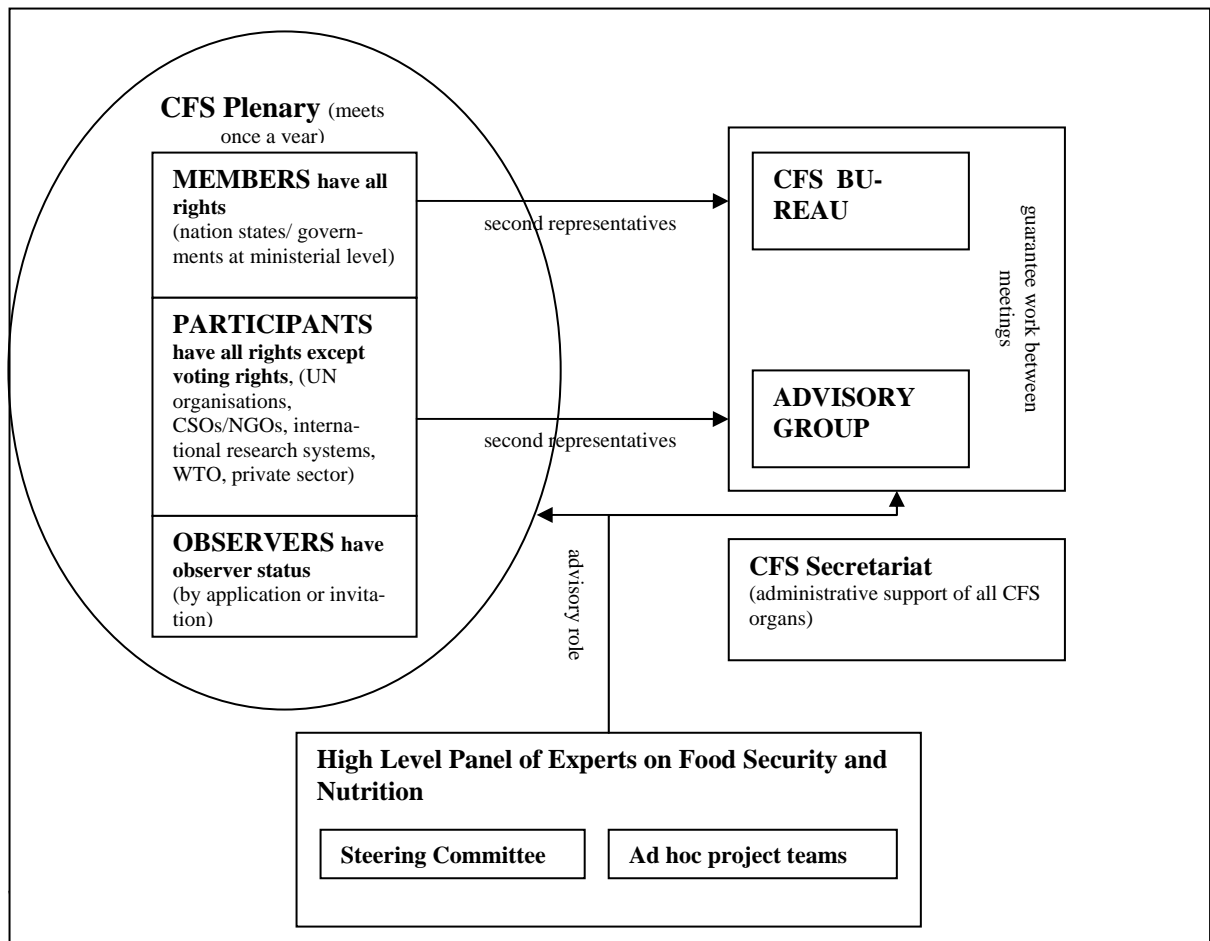 CFS Plenary (meets
once a year)
MEMBERS have all
rights
(nation states/ govern-
ments at ministerial level)
PARTICIPANTS
have all rights except
voting rights, (UN
organisations,
CSOs/NGOs, interna-
tional research systems,
WTO, private sector)
OBSERVERS have
observer status
(by application or invita-
tion)
second representatives
second representatives
CFS BU-
REAU
ADVISORY
GROUP
guarantee work between
meetings
advisory role
CFS Secretariat
(administrative support of all CFS
organs)
High Level Panel of Experts on Food Security and
Nutrition
Steering Committee
Ad hoc project teams